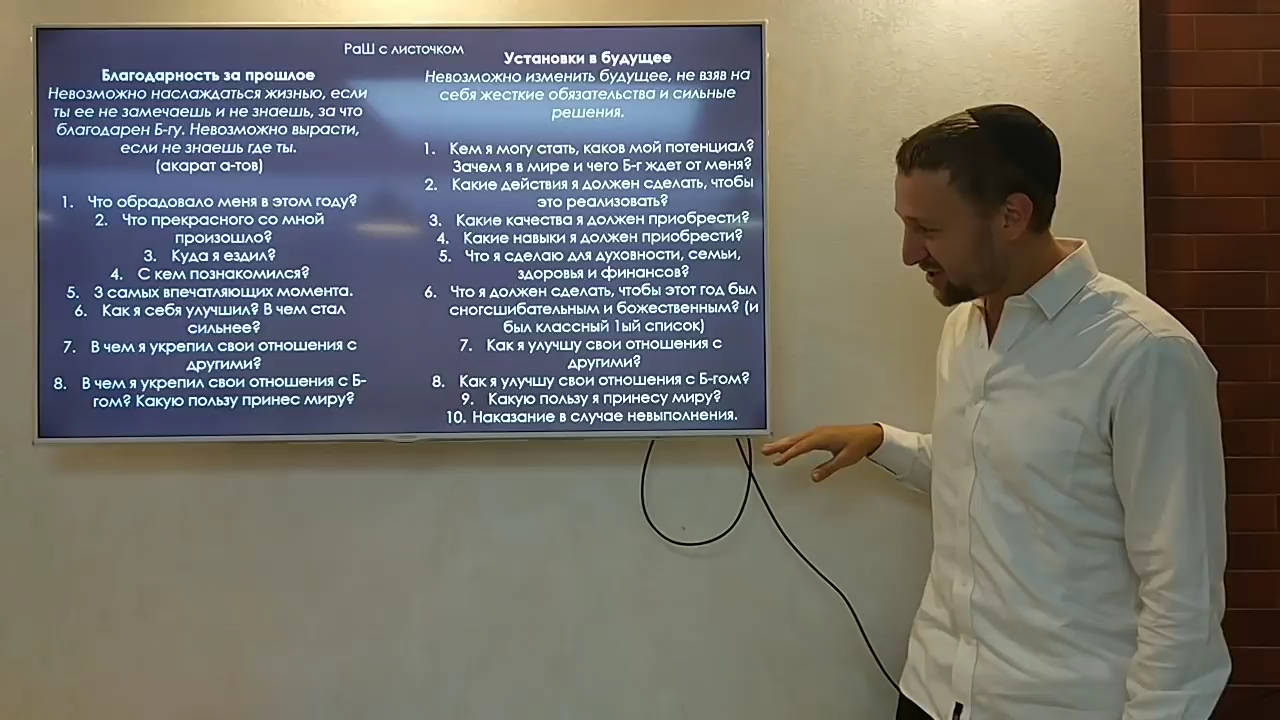 РаШ с листочком
Благодарность за прошлое
Невозможно наслаждаться жизнью, если
ты ее не замечаешь и не знаешь, за что
благодарен Б-гу. Невозможно вырасти,
если не знаешь где ты.
(акарат а-тов)
1. Что обрадовало меня в этом году?
2. Что прекрасного со мной
произошло?
3. Куда я ездил?
4. С кем познакомился?
5. 3 самых впечатляющих момента.
6. Как я себя улучшил? В чем стал
сильнее?
7. В чем я укрепил свои отношения с
другими?
8. В чем я укрепил свои отношения с Б-
гом? Какую пользу принес миру?
Установки в будущее
Невозможно изменить будущее, не взяв на
себя жесткие обязательства и сильные
решения.
1. Кем я могу стать, каков мой потенциал?
Зачем я в мире и чего Б-г ждет от меня?
2. Какие действия я должен сделать, чтобы
это реализовать?
3. Какие качества я должен приобрести?
4. Какие навыки я должен приобрести?
5. Что я сделаю для духовности, семьи,
здоровья и финансов?
6. Что я должен сделать, чтобы этот год был
сногсшибательным и божественным? (и
был классный 1ый список)
7. Как я улучшу свои отношения с
другими?
8. Как я улучшу свои отношения с Б-гом?
9. Какую пользу я принесу миру?
10. Наказание в случае невыполнения.